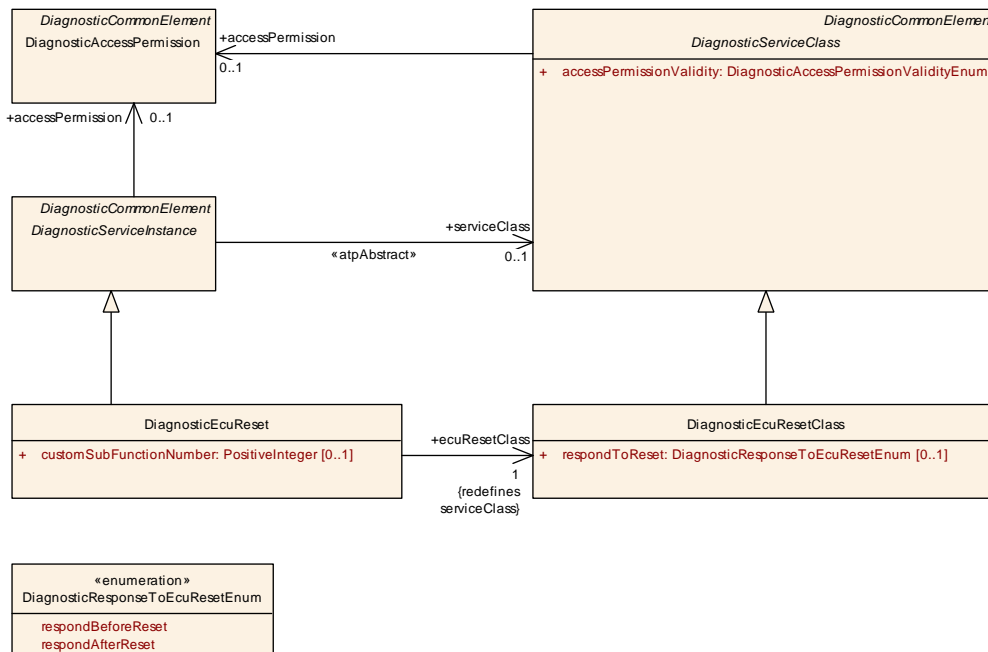 DiagnosticCommonElement
DiagnosticAccessPermission
+accessPermission
0..1
DiagnosticCommonElemen
DiagnosticServiceClass
+ accessPermissionValidity: DiagnosticAccessPermissionValidityEnum
+accessPermission
0..1
DiagnosticCommonElement
DiagnosticServiceInstance
+serviceClass
«atpAbstract»
0..1
DiagnosticEcuReset
+ customSubFunctionNumber: PositiveInteger [0..1]
+ecuResetClass
1
{redefines
serviceClass}
DiagnosticEcuResetClass
+ respondToReset: DiagnosticResponseToEcuResetEnum [0..1]
«enumeration»
DiagnosticResponseToEcuResetEnum
respondBeforeReset
respondAfterReset